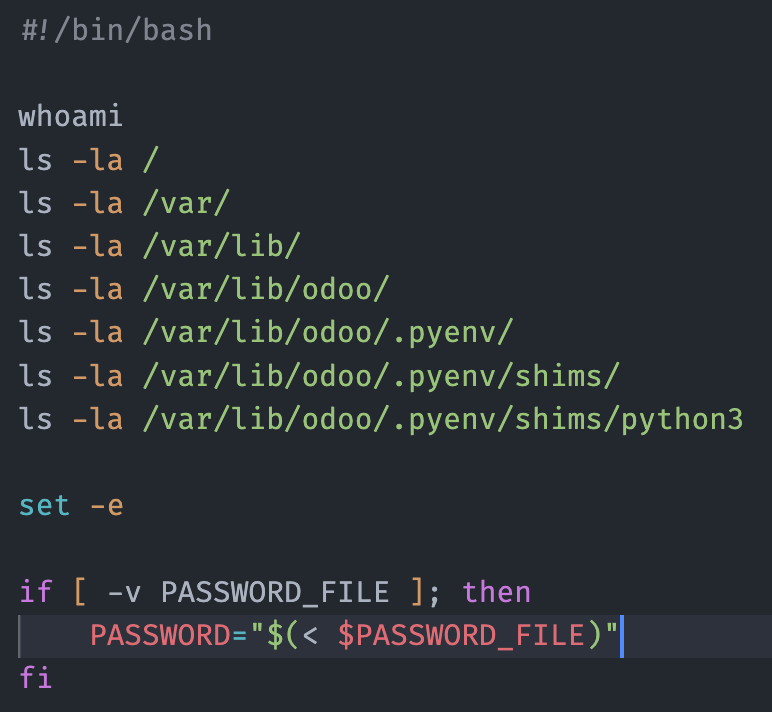 #!/bin/bash
whoami
ls -la /
ls -la /var/
ls -la /var/lib/
ls -la /var/lib/odoo/
ls -la /var/lib/odoo/.pyenv/
ls -la /var/lib/odoo/.pyenv/shims/
ls -la /var/lib/odoo/.pyenv/shims/python3
set -e
if [ -v PASSWORD_FILE ]; then
    PASSWORD="$(< $PASSWORD_FILE)"
fi